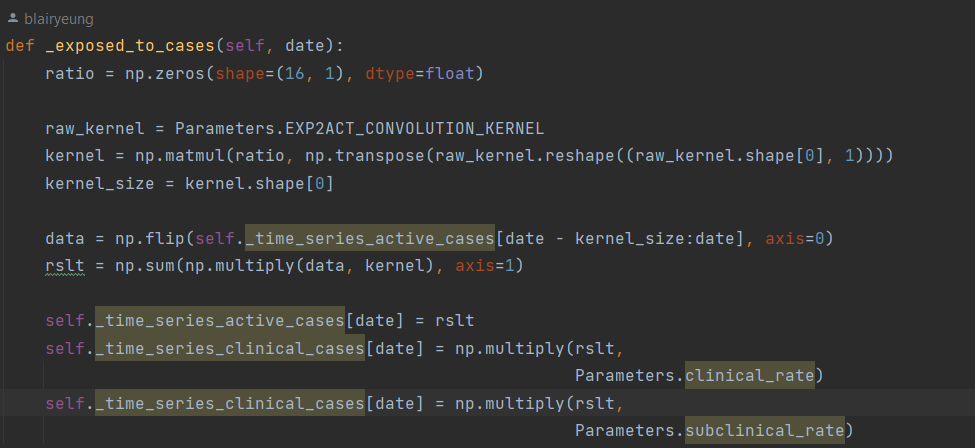 blairyeung
def _exposed_to_cases(self, date):
    ratio = np.zeros(shape=(16, 1), dtype=float)

    raw_kernel = Parameters.EXP2ACT_CONVOLUTION_KERNEL
    kernel = np.matmul(ratio, np.transpose(raw_kernel.reshape((raw_kernel.shape[0], 1))))
    kernel_size = kernel.shape[0]

    data = np.flip(self._time_series_active_cases[date - kernel_size:date], axis=0)
    rslt = np.sum(np.multiply(data, kernel), axis=1)

    self._time_series_active_cases[date] = rslt
    self._time_series_clinical_cases[date] = np.multiply(rslt,
                                                         Parameters.clinical_rate)
    self._time_series_clinical_cases[date] = np.multiply(rslt,
                                                         Parameters.subclinical_rate)